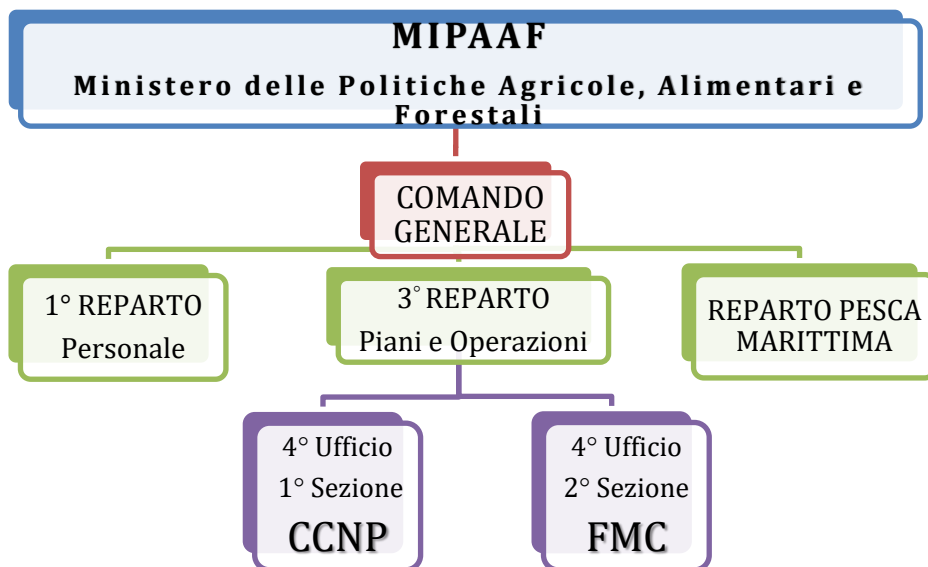 MIPAAF
Ministero delle Politiche Agricole, Alimentari e
Forestali
COMANDO
GENERALE
1° REPARTO
Personale
3° REPARTO
Piani e Operazioni
REPARTO PESCA
MARITTIMA
4° Ufficio
1° Sezione
CCNP
4° Ufficio
2° Sezione
FMC